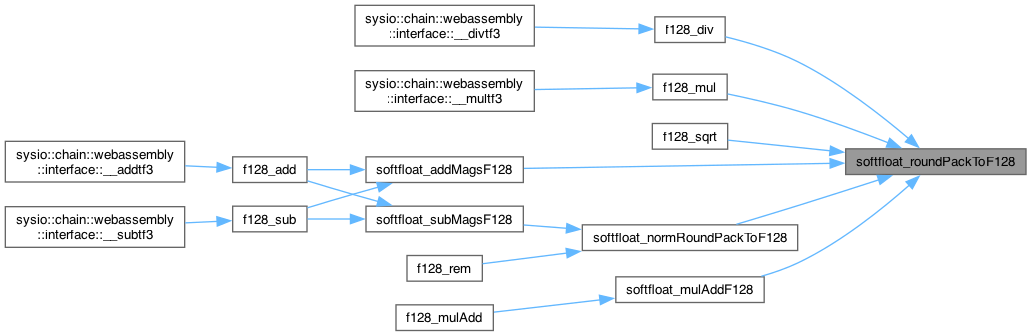 sysio::chain::webassembly
::interface::__divtf3
f128_div
sysio::chain::webassembly
::interface::__multf3
f128_mul
f128_sqrt
softfloat_roundPackToF128
sysio::chain::webassembly
::interface::__addtf3
f128_add
softfloat_addMagsF128
sysio::chain::webassembly
::interface::__subtf3
f128_sub
softfloat_subMagsF128
softfloat_normRoundPackToF128
f128_rem
softfloat_mulAddF128
f128_mulAdd